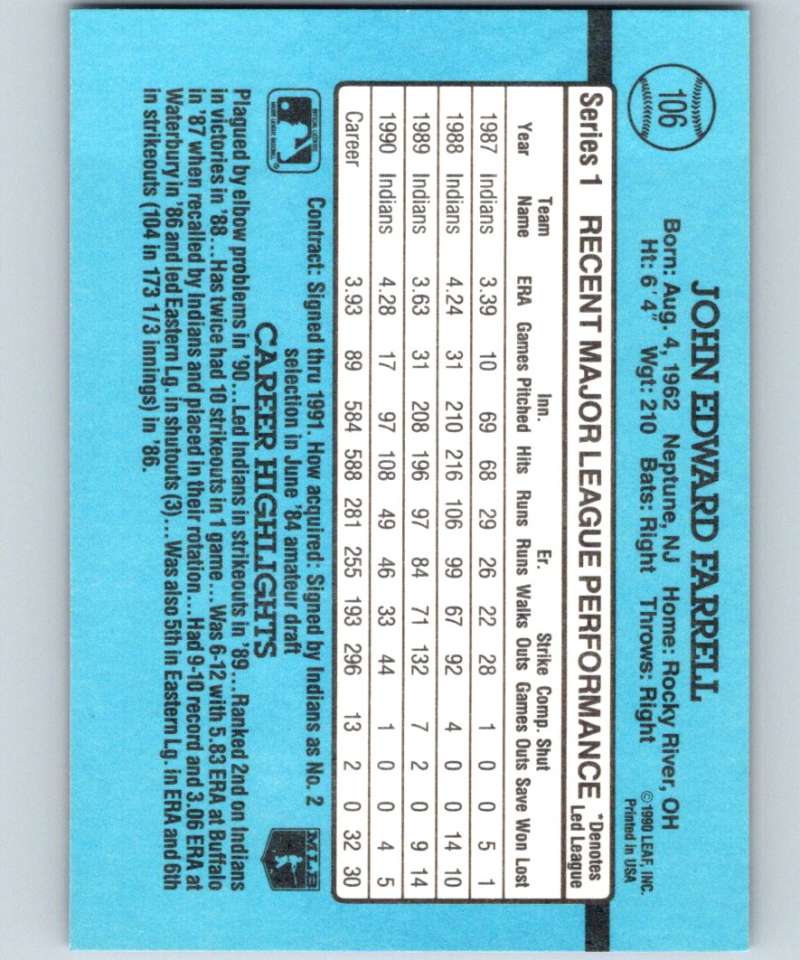 106
JOHN EDWARD FARRELL
Born: Aug. 4, 1962 Neptune, NJ Home: Rocky River, OH
Ht: 6' 4" Wgt: 210 Bats: Right Throws: Right
© 1990 LEAF, INC.
Printed in USA
Series 1 RECENT MAJOR LEAGUE PERFORMANCE *Denotes Led League
Team Inn. Er. Strike Comp. Shut
Year Name ERA Games Pitched Hits Runs Runs Walks Outs Games Outs Save Won Lost
1987 Indians 3.39 10 69 68 29 26 22 28 1 0 0 5 1
1988 Indians 4.24 31 210 216 106 99 67 92 4 0 0 14 10
1989 Indians 3.63 31 208 196 97 84 71 132 7 2 0 9 14
1990 Indians 4.28 17 97 108 49 46 33 44 1 0 0 4 5
Career 3.93 89 584 588 281 255 193 296 13 2 0 32 30
Contract: Signed thru 1991. How acquired: Signed by Indians as No. 2
selection in June '84 amateur draft
MLB
CAREER HIGHLIGHTS
Plagued by elbow problems in '90...Led Indians in strikeouts in '89...Ranked 2nd on Indians
in victories in '88...Has twice had 10 strikeouts in 1 game...Was 6-12 with 5.83 ERA at Buffalo
in '87 when recalled by Indians and placed in their rotation...Had 9-10 record and 3.06 ERA at
Waterbury in '86 and led Eastern Lg. in shutouts (3)...Was also 5th in Eastern Lg. in ERA and 6th
in strikeouts (104 in 173 1/3 innings) in '86.